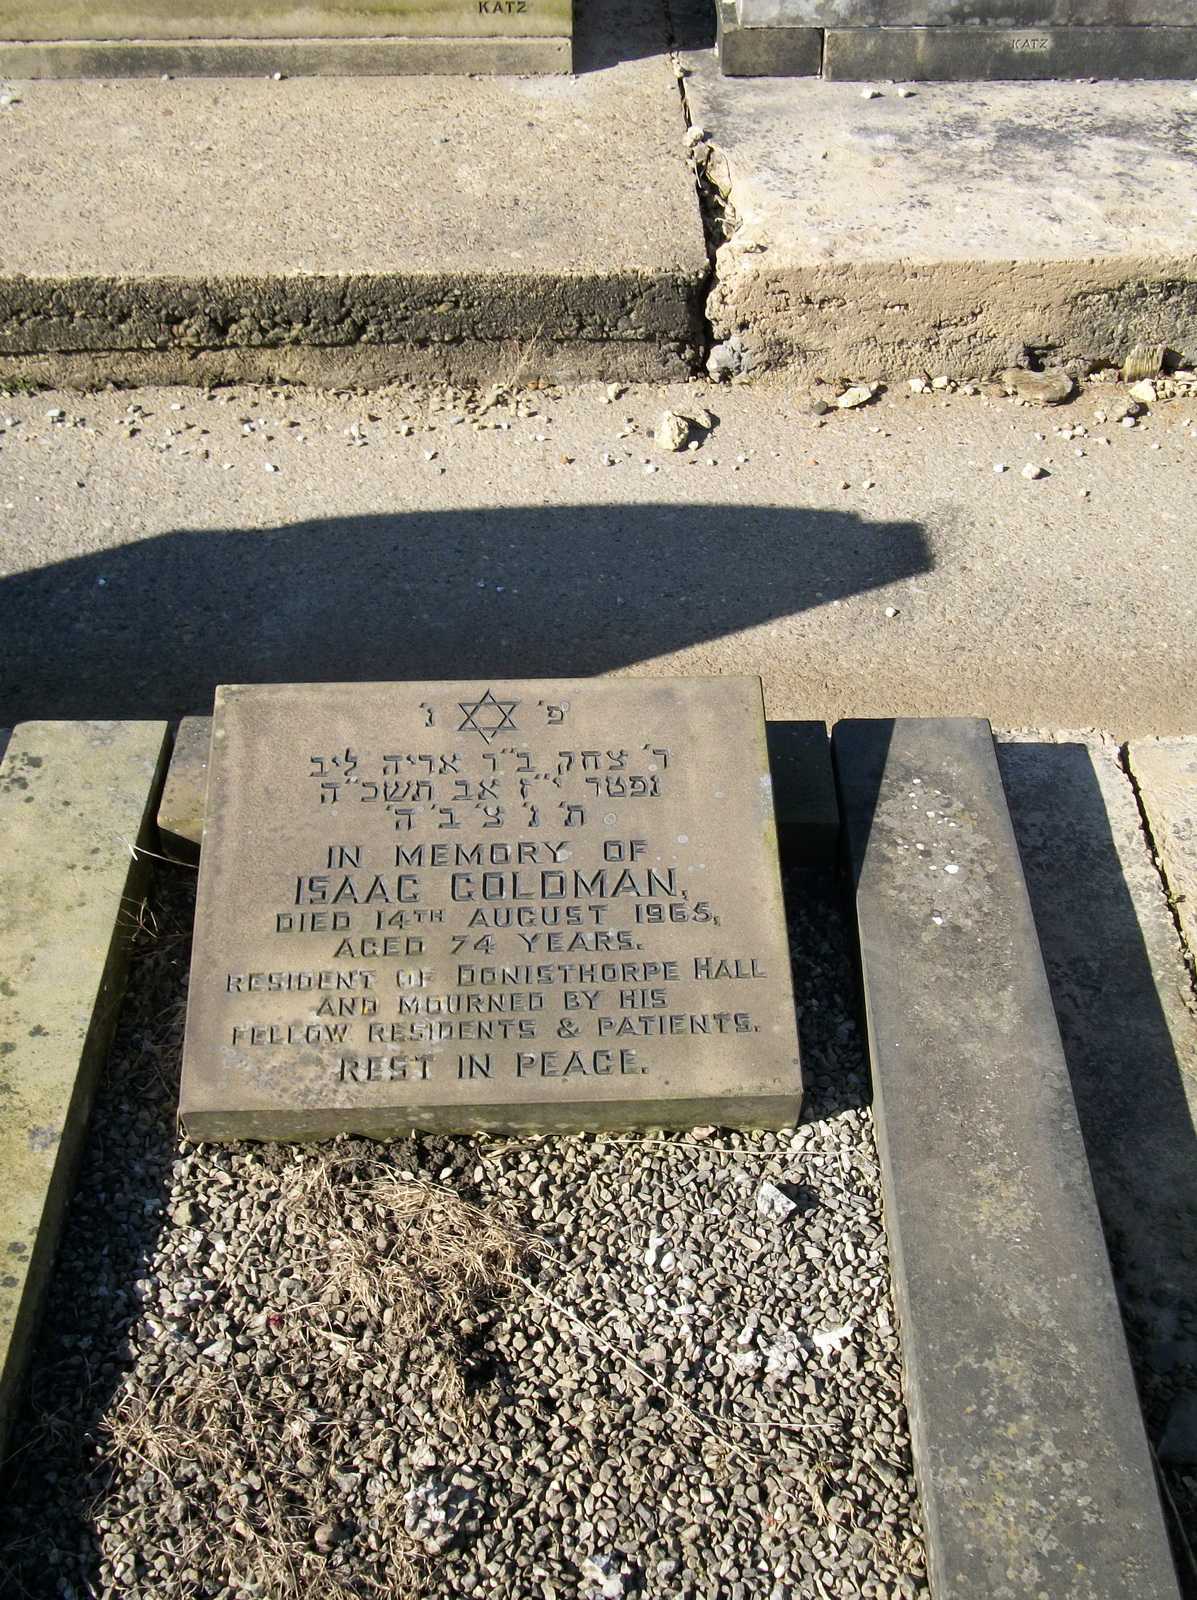 KATZ
KATZ
פ׳ נ׳
ר׳ צחק ב״ר אריה ליב
נפטר י״ז אב תשכ״ה
ת׳ נ׳ צ׳ ב׳ ה׳
IN MEMORY OF
ISAAC GOLDMAN,
DIED 14TH AUGUST 1965,
AGED 74 YEARS.
RESIDENT OF DONISTHORPE HALL
AND MOURNED BY HIS
FELLOW RESIDENTS & PATIENTS.
REST IN PEACE.